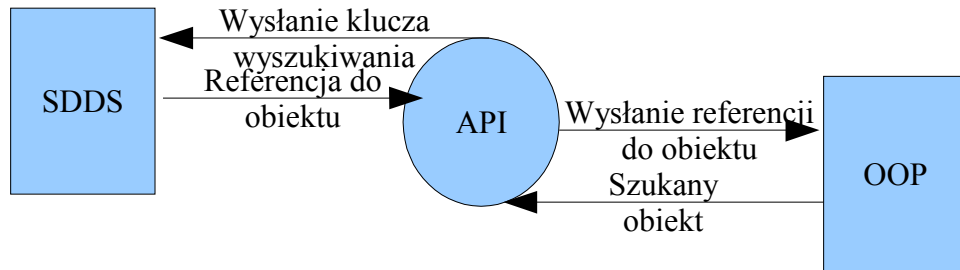 Wysłanie klucza
wyszukiwania
Referencja do
obiektu
SDDS
API
Wysłanie referencji
do obiektu
Szukany
obiekt
OOP